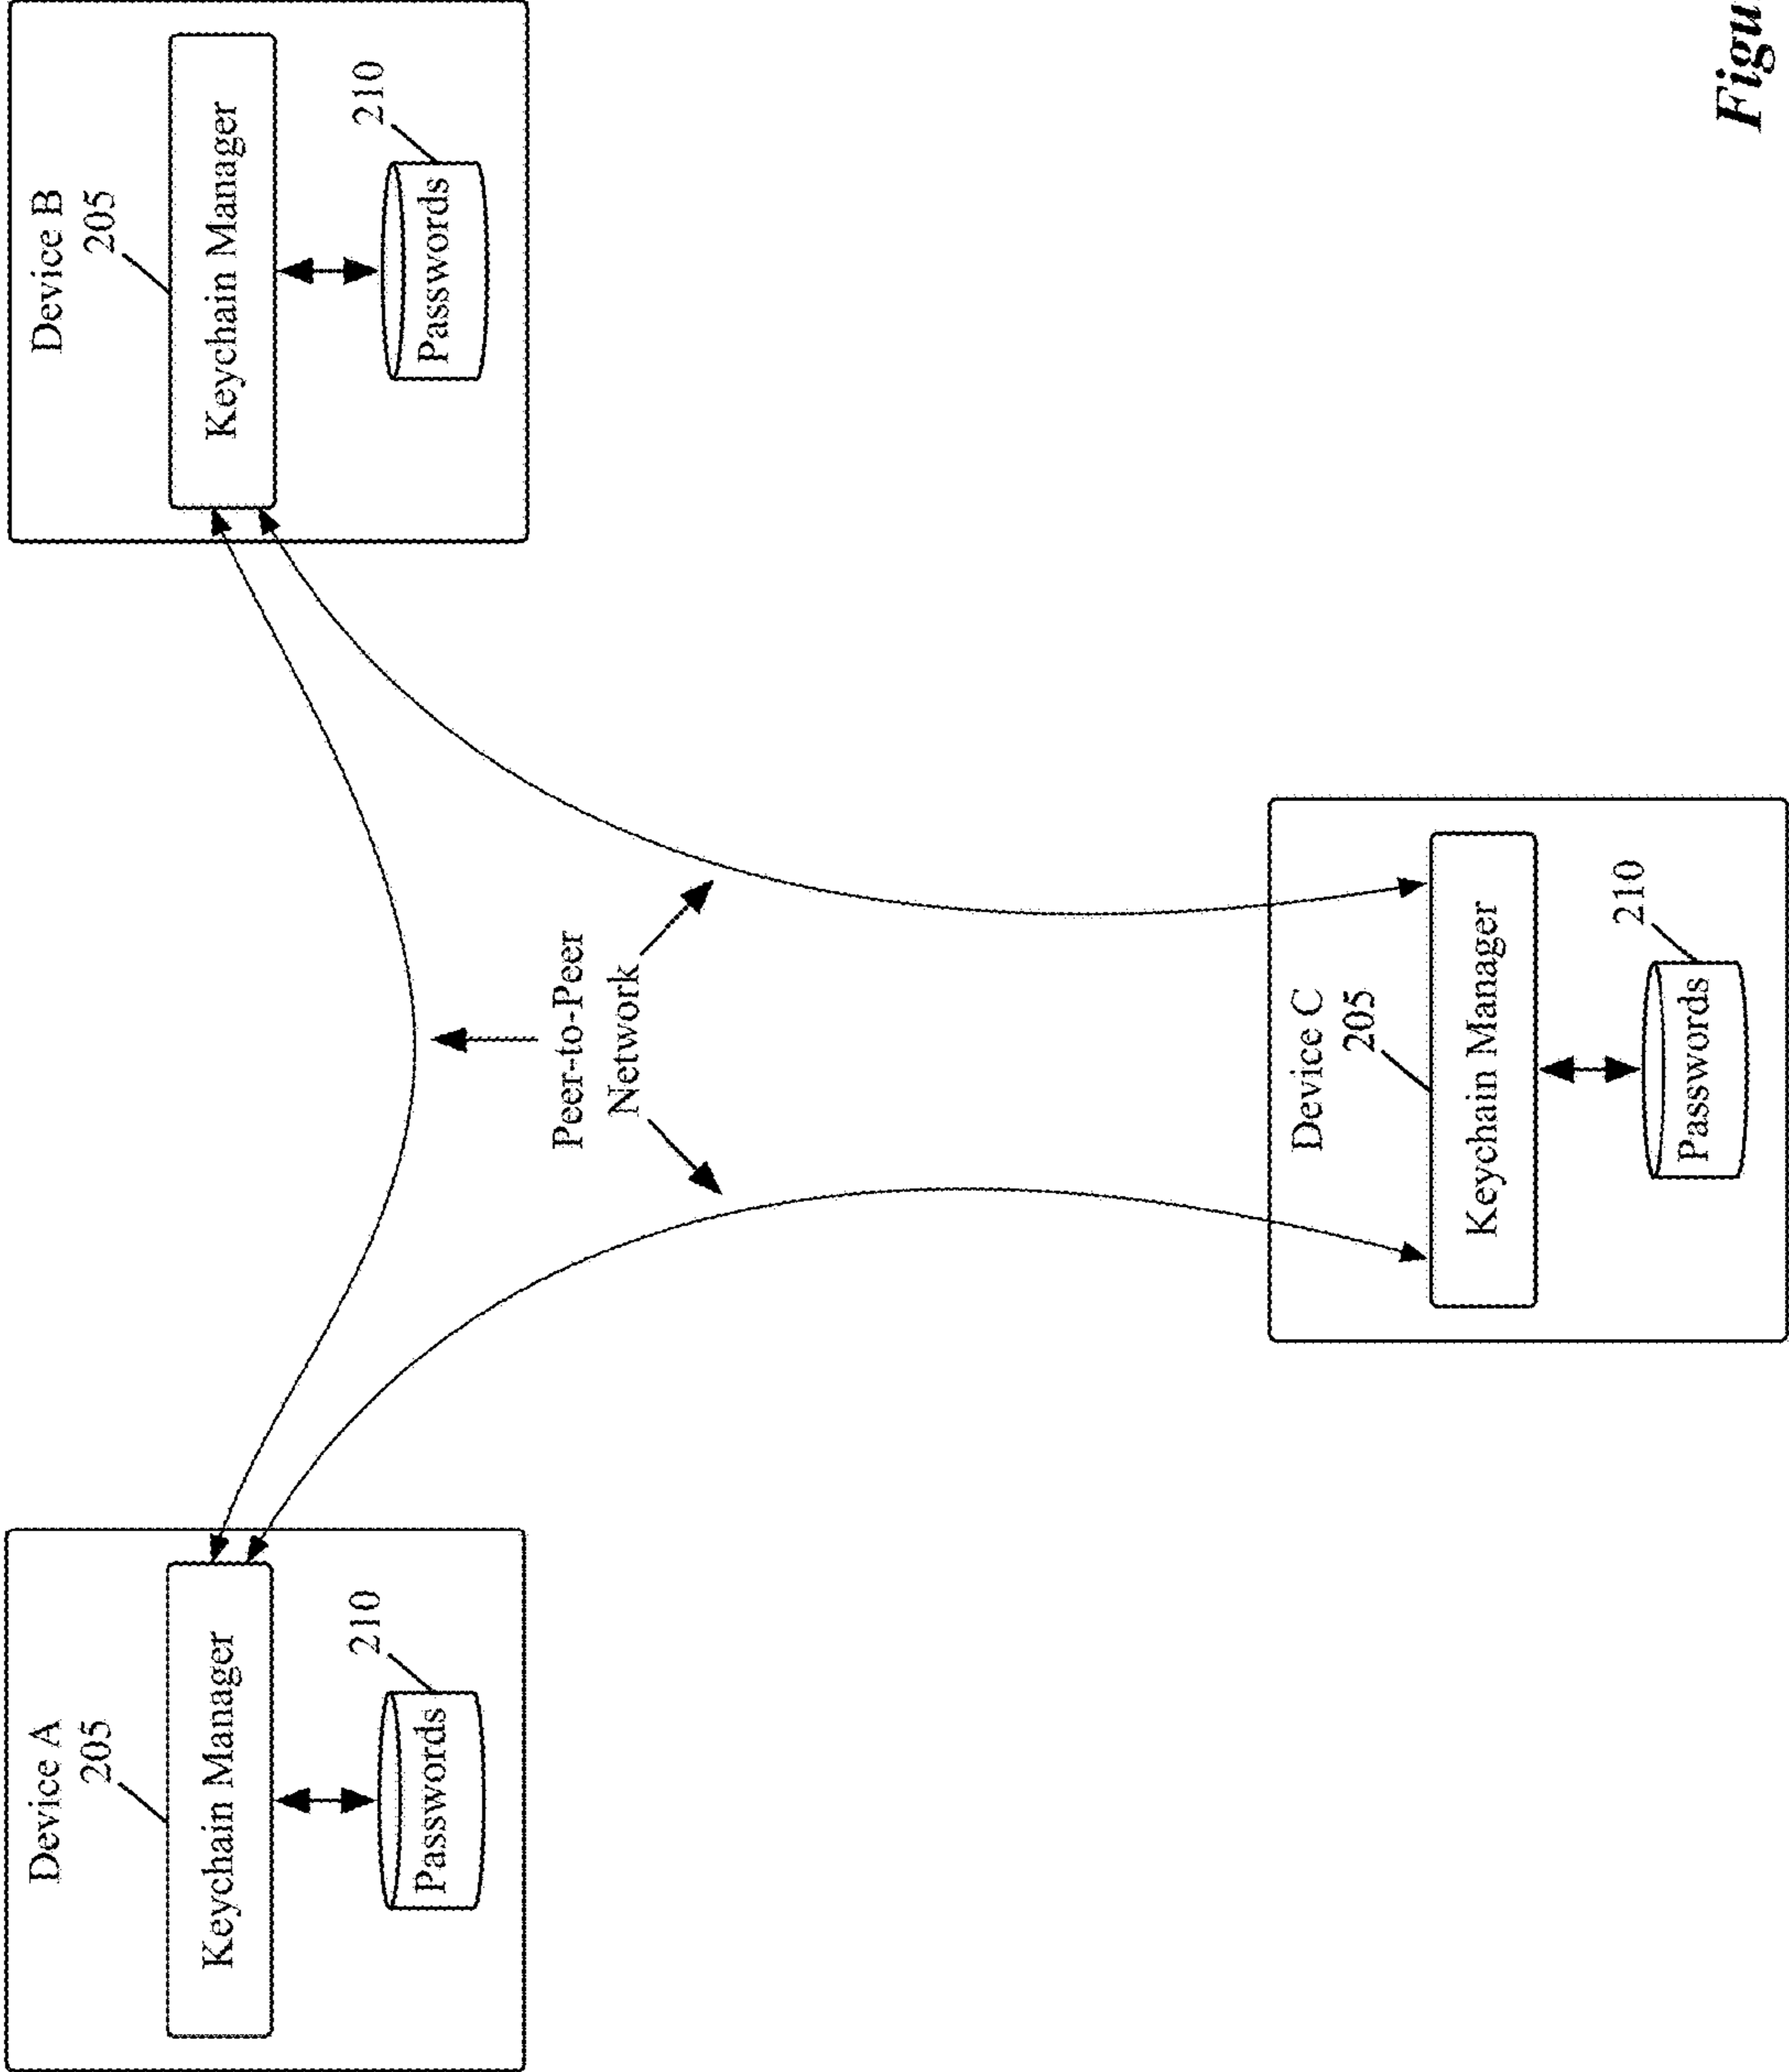 Device A
205
Keychain Manager
210
Passwords
Device B
205
Keychain Manager
210
Passwords
Peer-to-Peer
Network
Device C
205
Keychain Manager
210
Passwords
Figu